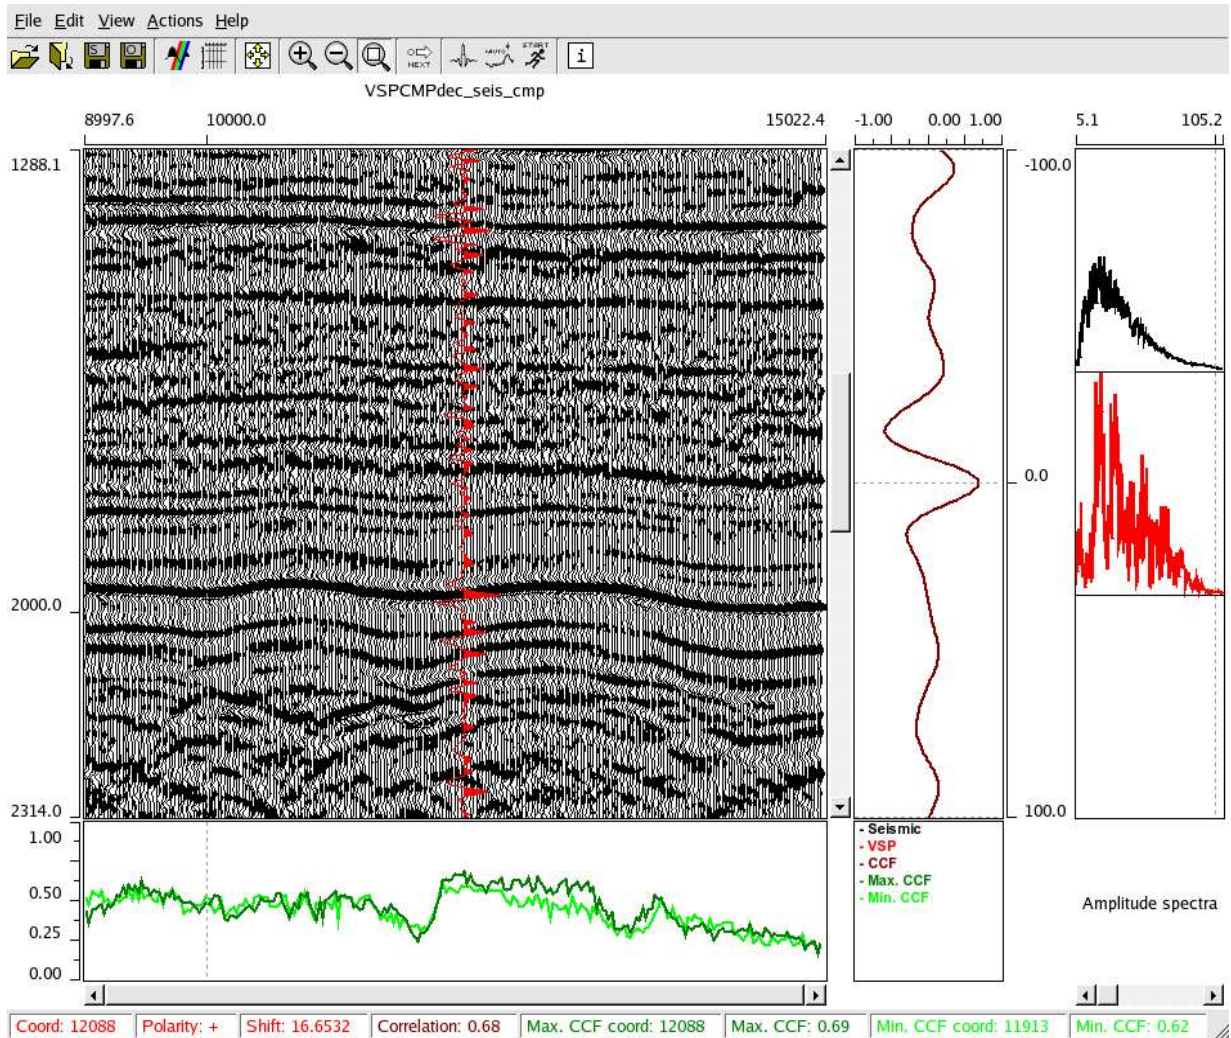 File Edit View Actions Help
S O NEXT AUTO START i
VSPCMPdec_seis_cmp
8997.6 10000.0 15022.4 -1.00 0.00 1.00 5.1 105.2
1288.1 -100.0
0.0
2000.0
2314.0 100.0
1.00
0.50
0.25
0.00
- Seismic
- VSP
- CCF
- Max. CCF
- Min. CCF
Amplitude spectra
Coord: 12088 Polarity: + Shift: 16.6532 Correlation: 0.68 Max. CCF coord: 12088 Max. CCF: 0.69 Min. CCF coord: 11913 Min. CCF: 0.62